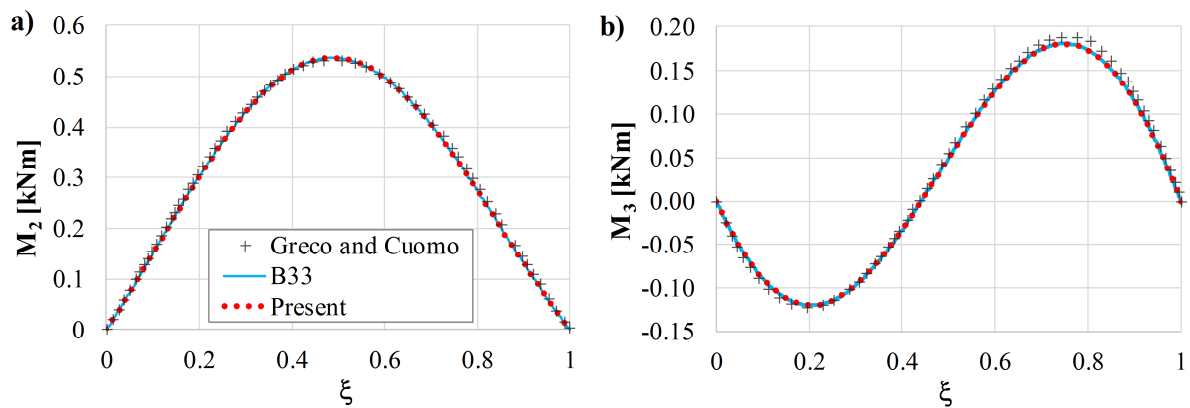 a)
M2 [kNm]
0.6
0.5
0.4
0.3
0.2
0.1
0
Greco and Cuomo
B33
Present
0 0.2 0.4 0.6 0.8 1
ξ
b)
M3 [kNm]
0.20
0.15
0.10
0.05
0.00
-0.05
-0.10
-0.15
0 0.2 0.4 0.6 0.8 1
ξ